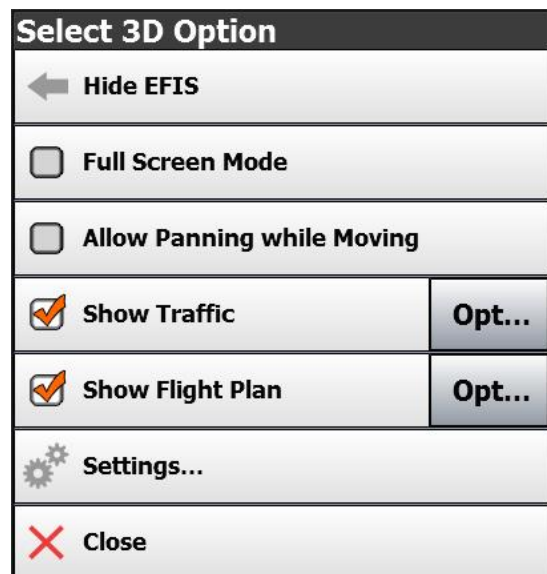 Select 3D Option
Hide EFIS
Full Screen Mode
Allow Panning while Moving
Show Traffic Opt...
Show Flight Plan Opt...
Settings...
Close